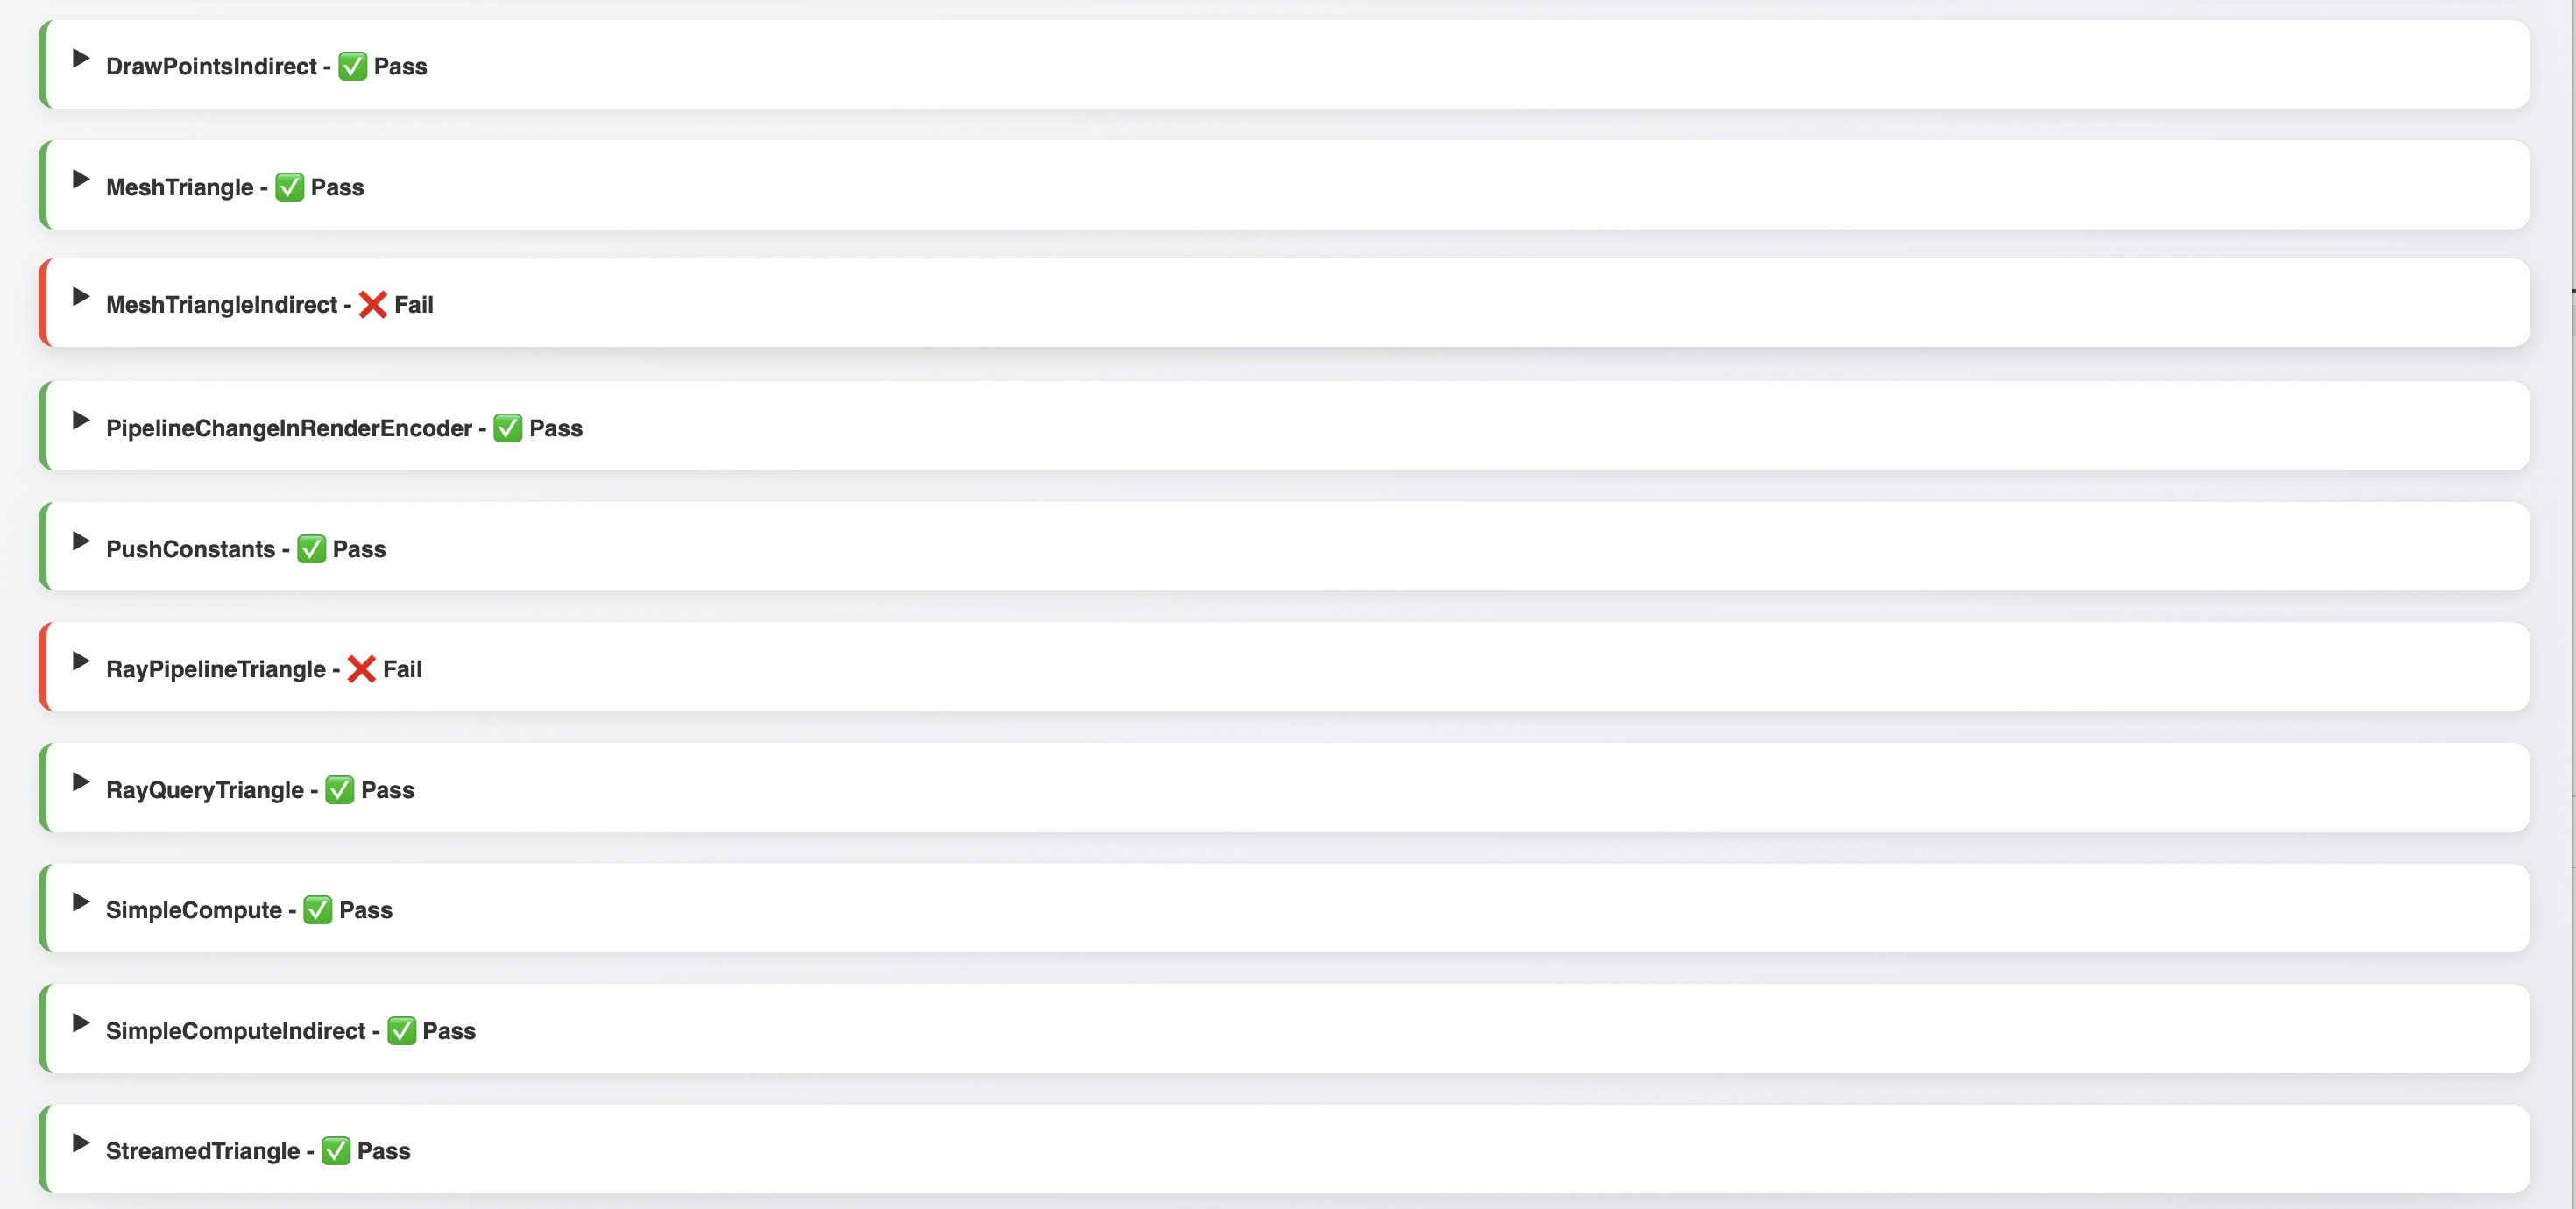 DrawPointsIndirect - ✅ Pass
MeshTriangle - ✅ Pass
MeshTriangleIndirect - ❌ Fail
PipelineChangeInRenderEncoder - ✅ Pass
PushConstants - ✅ Pass
RayPipelineTriangle - ❌ Fail
RayQueryTriangle - ✅ Pass
SimpleCompute - ✅ Pass
SimpleComputeIndirect - ✅ Pass
StreamedTriangle - ✅ Pass